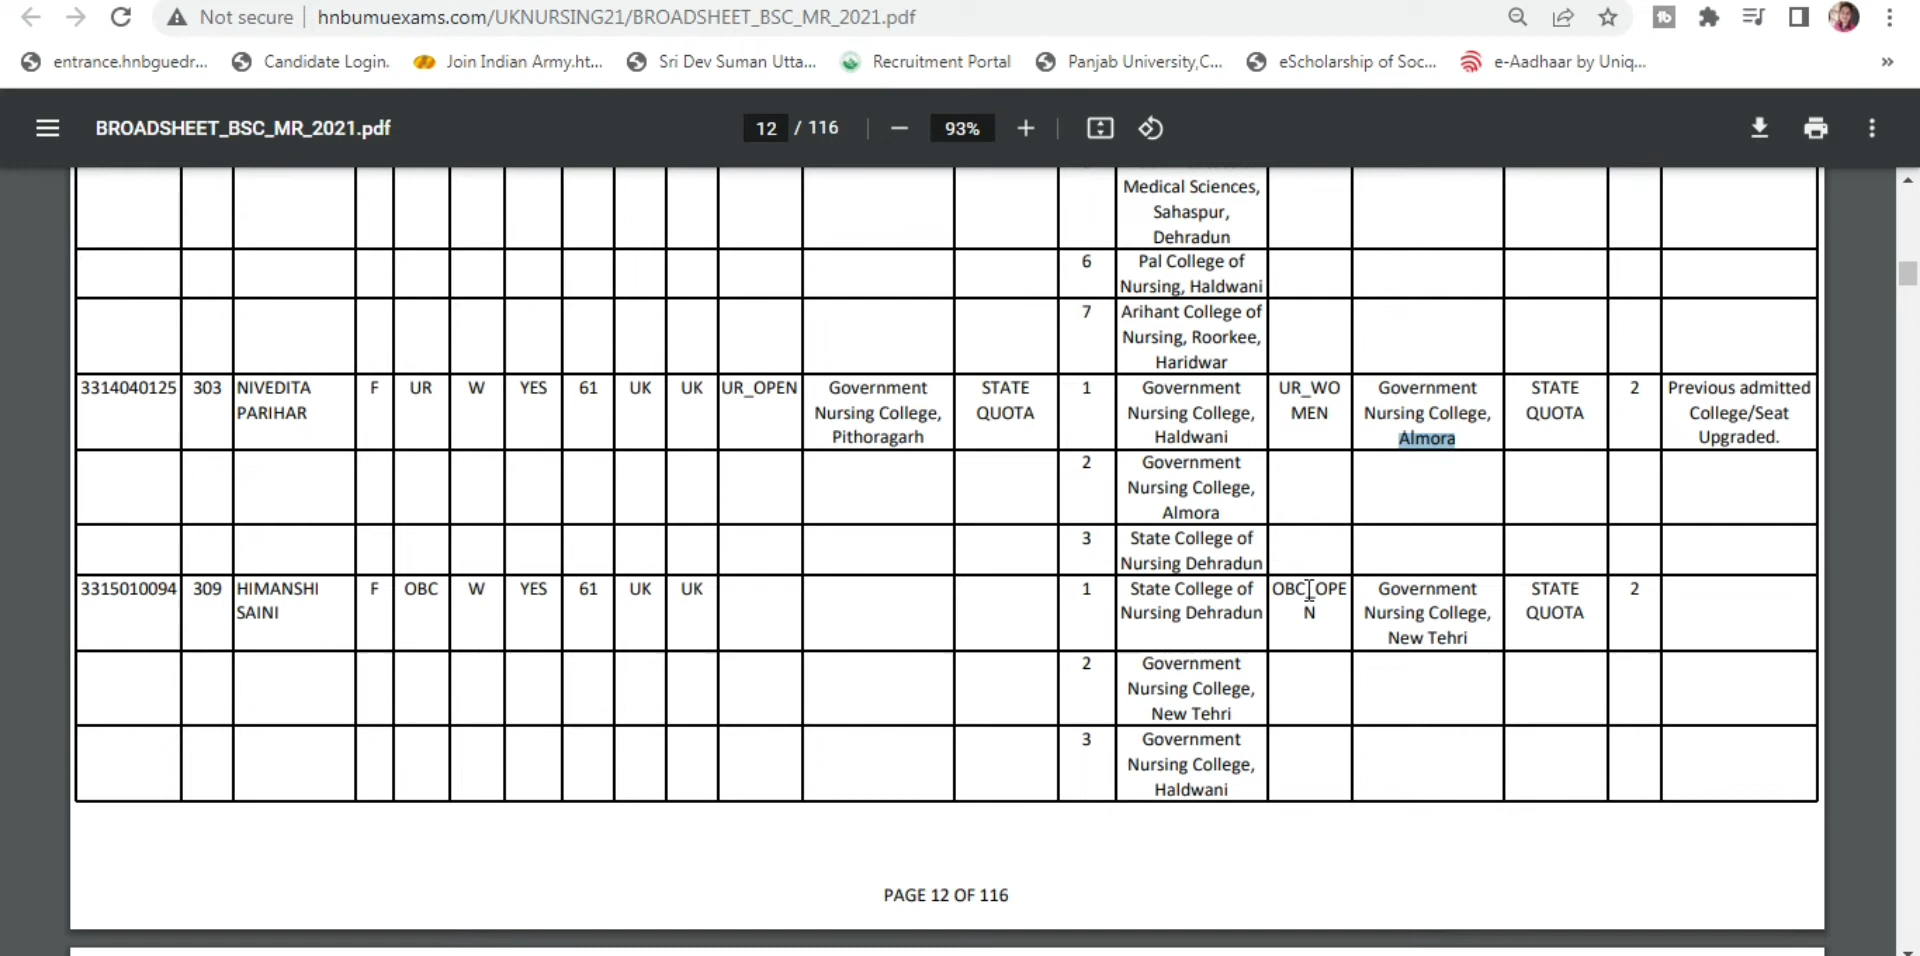 Not secure | hnbumuexams.com/UKNURSING21/BROADSHEET_BSC_MR_2021.pdf
entrance.hnbguedr... Candidate Login. Join Indian Army.ht... Sri Dev Suman Utta... Recruitment Portal Panjab University,C... eScholarship of Soc... e-Aadhaar by Uniq... »
BROADSHEET_BSC_MR_2021.pdf 12 / 116 93%
Medical Sciences,
Sahaspur,
Dehradun
6 Pal College of
Nursing, Haldwani
7 Arihant College of
Nursing, Roorkee,
Haridwar
3314040125 303 NIVEDITA F UR W YES 61 UK UK UR_OPEN Government STATE 1 Government UR_WO Government STATE 2 Previous admitted
PARIHAR Nursing College, QUOTA Nursing College, MEN Nursing College, QUOTA College/Seat
Pithoragarh Haldwani Almora Upgraded.
2 Government
Nursing College,
Almora
3 State College of
Nursing Dehradun
3315010094 309 HIMANSHI F OBC W YES 61 UK UK 1 State College of OBC_OPE Government STATE 2
SAINI Nursing Dehradun N Nursing College, QUOTA
New Tehri
2 Government
Nursing College,
New Tehri
3 Government
Nursing College,
Haldwani
PAGE 12 OF 116